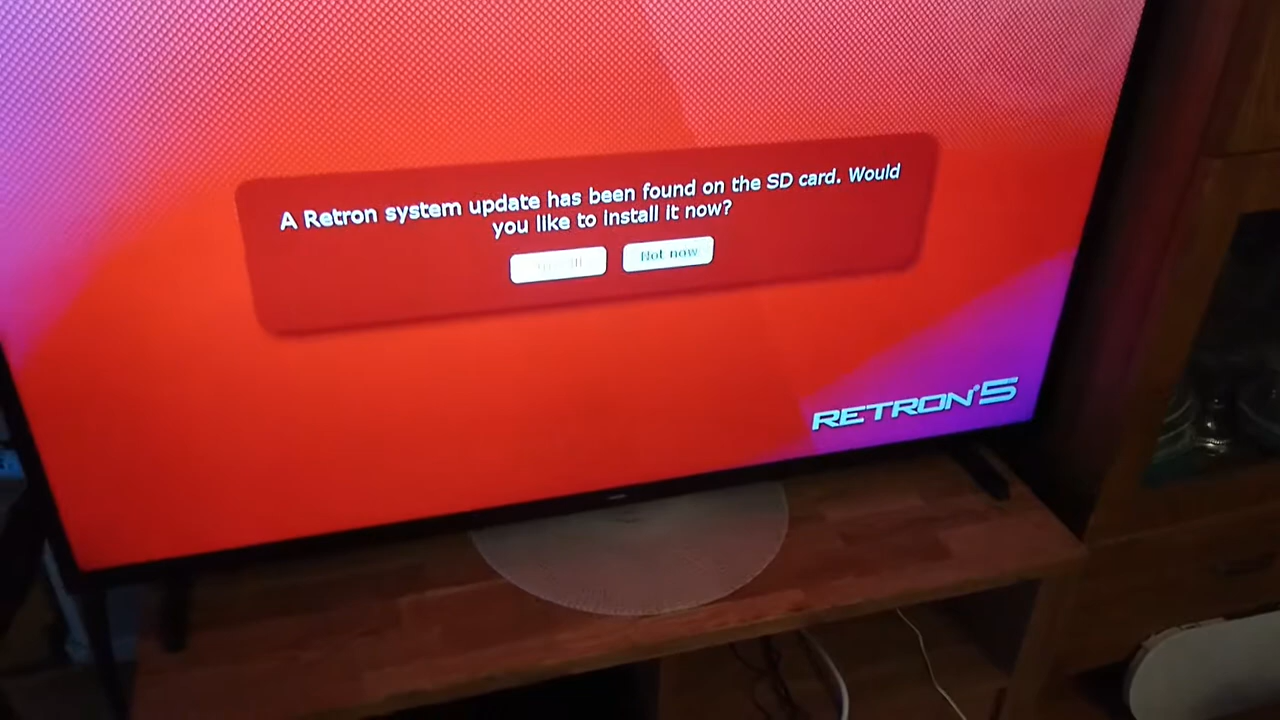 A Retron system update has been found on the SD card. Would
you like to install it now?
Not now
RETRON 5